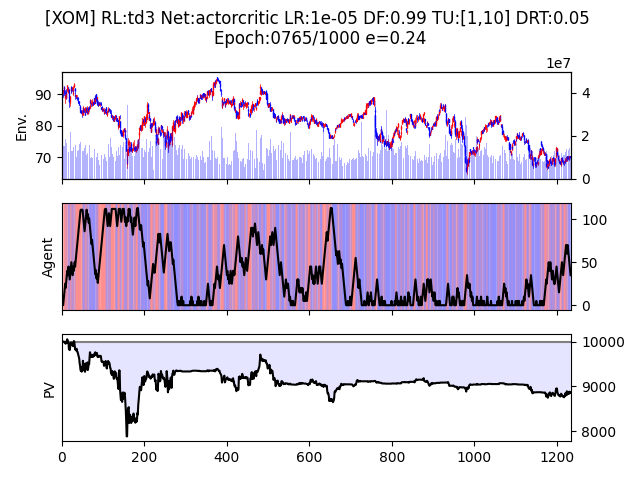 [XOM] RL:td3 Net:actorcritic LR:1e-05 DF:0.99 TU:[1,10] DRT:0.05
Epoch:0765/1000 e=0.24
1e7
Env.
90
80
70
4
2
0
Agent
100
50
0
PV
10000
9000
8000
0 200 400 600 800 1000 1200